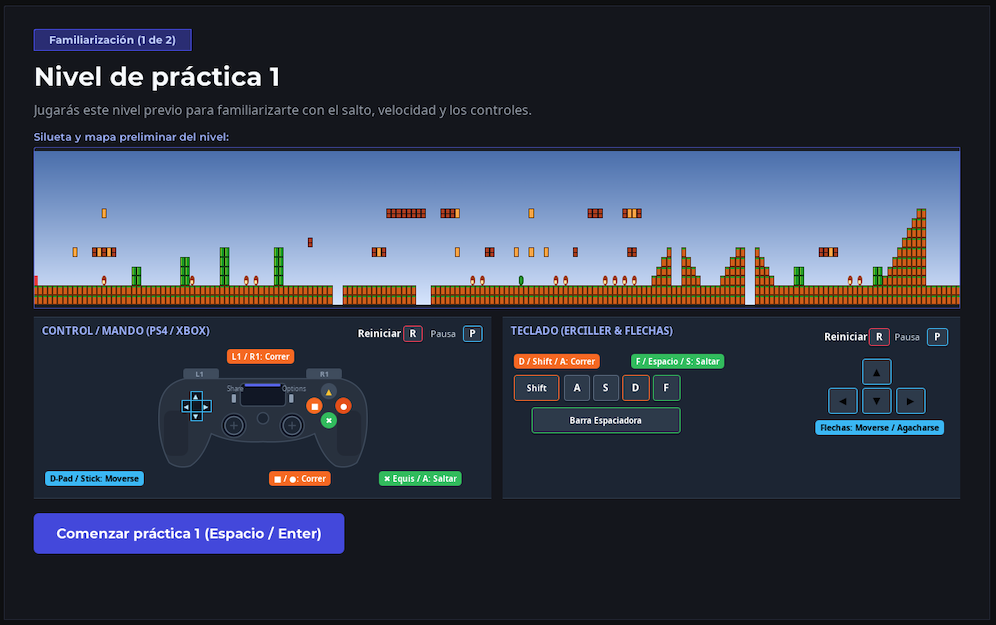 Familiarización (1 de 2)
Nivel de práctica 1
Jugarás este nivel previo para familiarizarte con el salto, velocidad y los controles.
Silueta y mapa preliminar del nivel:
CONTROL / MANDO (PS4 / XBOX)
Reiniciar R Pausa P
L1 / R1: Correr
L1 R1
Share Options
D-Pad / Stick: Moverse
■ / ●: Correr
✖ Equis / A: Saltar
TECLADO (ERCILLER & FLECHAS)
Reiniciar R Pausa P
D / Shift / A: Correr
F / Espacio / S: Saltar
Shift A S D F
Barra Espaciadora
▲
◀ ▼ ▶
Flechas: Moverse / Agacharse
Comenzar práctica 1 (Espacio / Enter)